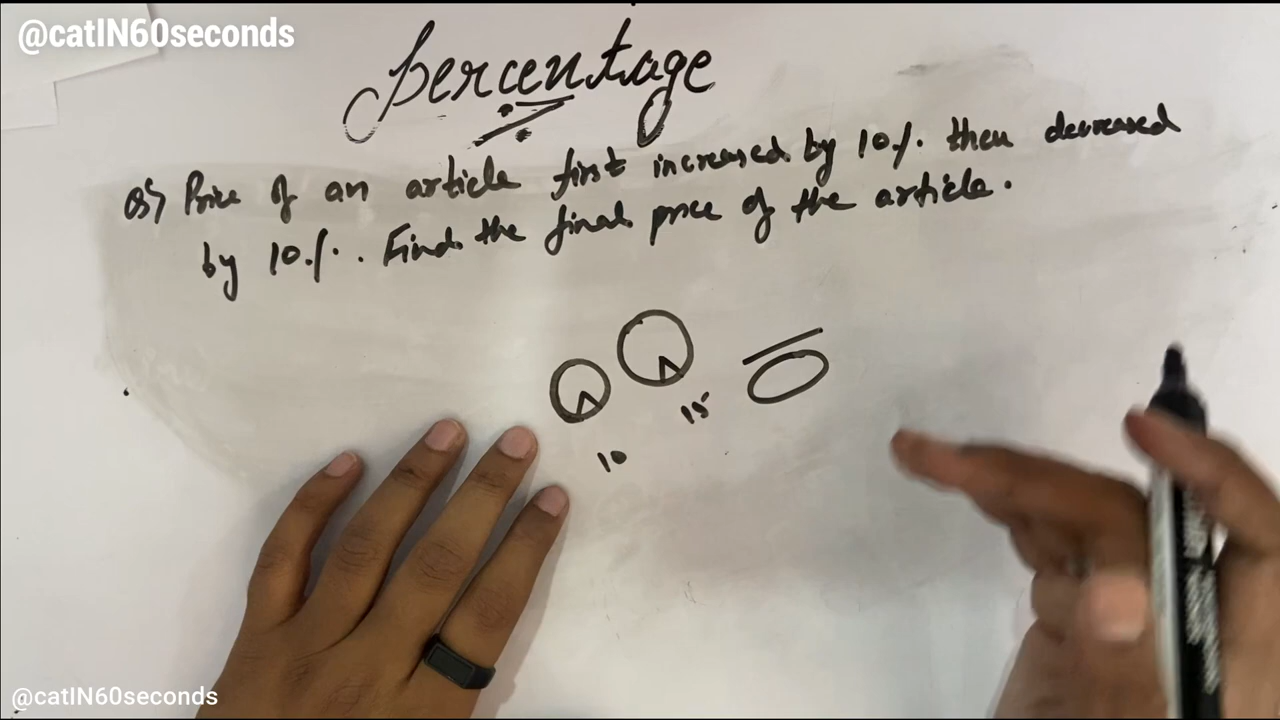 @catIN60seconds
Percentage
Q5) Price of an article first increased by 10%. then decreased
by 10%. Find the final price of the article.
15
10
@catIN60seconds